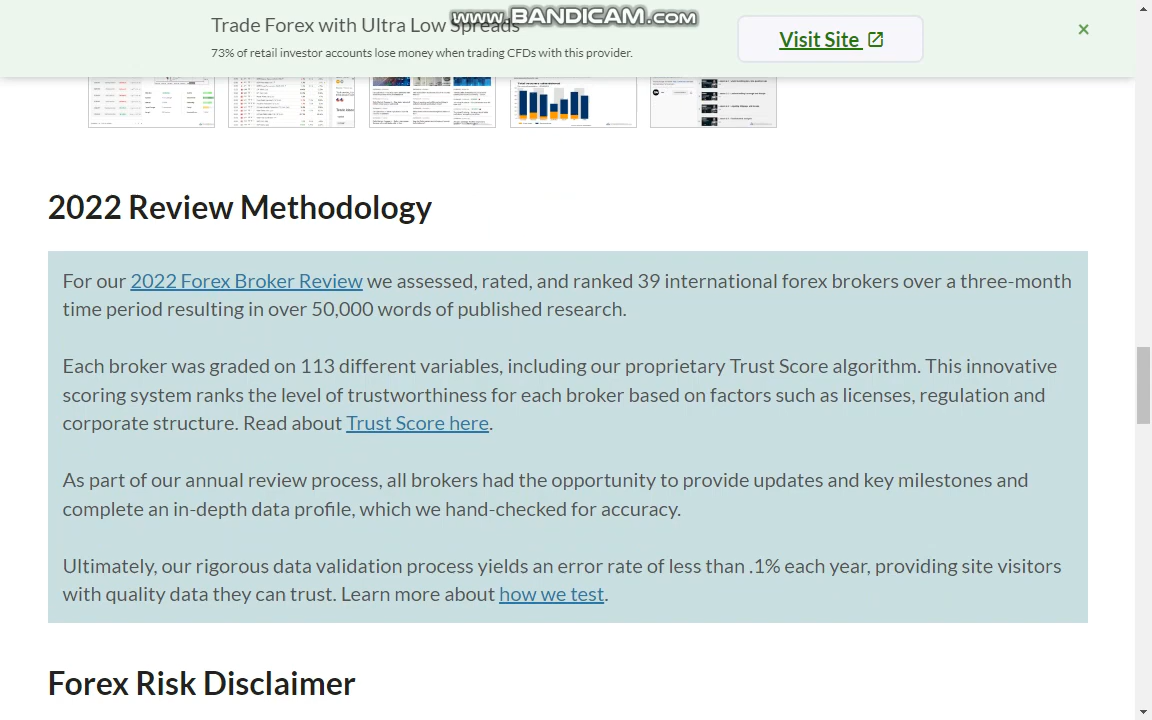 www.BANDICAM.com
Trade Forex with Ultra Low Spreads
73% of retail investor accounts lose money when trading CFDs with this provider.
Visit Site
×
2022 Review Methodology
For our 2022 Forex Broker Review we assessed, rated, and ranked 39 international forex brokers over a three-month
time period resulting in over 50,000 words of published research.
Each broker was graded on 113 different variables, including our proprietary Trust Score algorithm. This innovative
scoring system ranks the level of trustworthiness for each broker based on factors such as licenses, regulation and
corporate structure. Read about Trust Score here.
As part of our annual review process, all brokers had the opportunity to provide updates and key milestones and
complete an in-depth data profile, which we hand-checked for accuracy.
Ultimately, our rigorous data validation process yields an error rate of less than .1% each year, providing site visitors
with quality data they can trust. Learn more about how we test.
Forex Risk Disclaimer